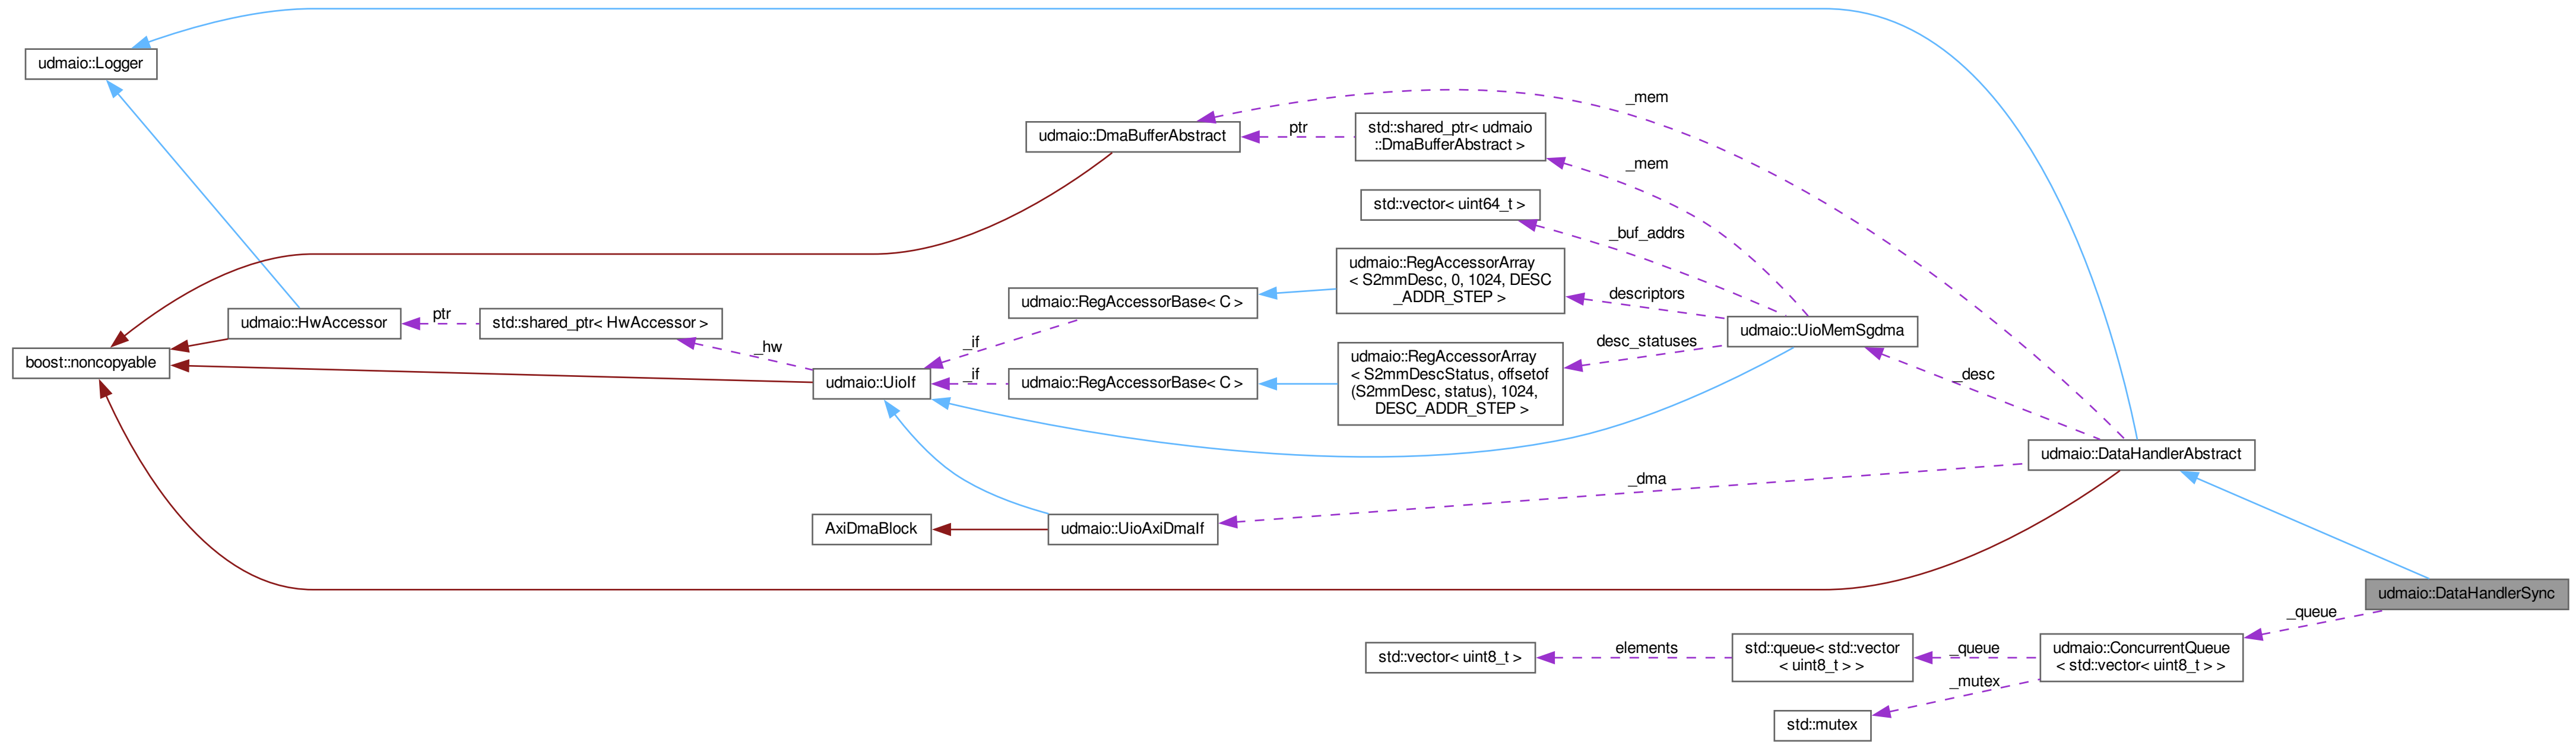 udmaio::Logger
_mem
udmaio::DmaBufferAbstract
ptr
std::shared_ptr< udmaio
::DmaBufferAbstract >
_mem
std::vector< uint64_t >
_buf_addrs
udmaio::RegAccessorArray
< S2mmDesc, 0, 1024, DESC
_ADDR_STEP >
descriptors
udmaio::RegAccessorBase< C >
udmaio::HwAccessor
ptr
std::shared_ptr< HwAccessor >
_hw
_if
udmaio::UioMemSgdma
desc_statuses
boost::noncopyable
udmaio::UioIf
_if
udmaio::RegAccessorBase< C >
udmaio::RegAccessorArray
< S2mmDescStatus, offsetof
(S2mmDesc, status), 1024,
DESC_ADDR_STEP >
_desc
udmaio::DataHandlerAbstract
_dma
AxiDmaBlock
udmaio::UioAxiDmaIf
udmaio::DataHandlerSync
_queue
std::vector< uint8_t >
elements
std::queue< std::vector
< uint8_t > >
_queue
udmaio::ConcurrentQueue
< std::vector< uint8_t > >
_mutex
std::mutex